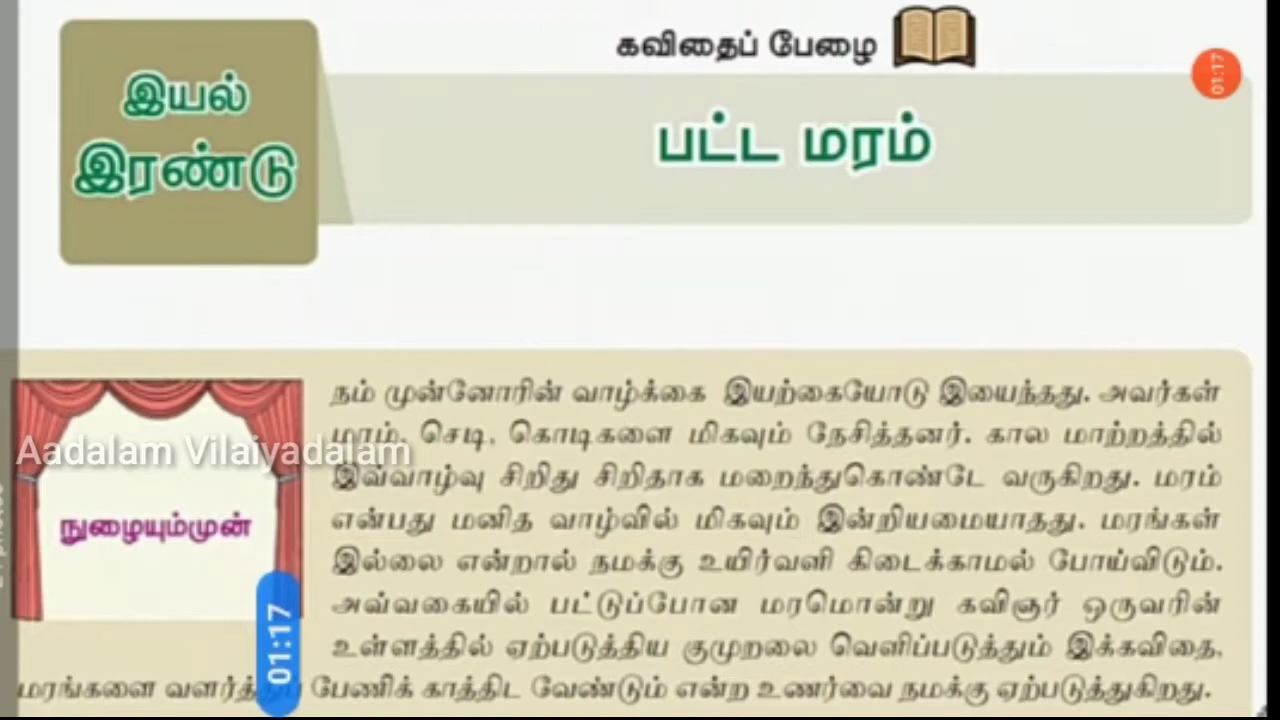 கவிதைப் பேழை
இயல்
இரண்டு
பட்ட மரம்
01:17
நுழையும்முன்
நம் முன்னோரின் வாழ்க்கை இயற்கையோடு இயைந்தது. அவர்கள்
மரம், செடி, கொடிகளை மிகவும் நேசித்தனர். கால மாற்றத்தில்
இவ்வாழ்வு சிறிது சிறிதாக மறைந்துகொண்டே வருகிறது. மரம்
என்பது மனித வாழ்வில் மிகவும் இன்றியமையாதது. மரங்கள்
இல்லை என்றால் நமக்கு உயிர்வளி கிடைக்காமல் போய்விடும்.
அவ்வகையில் பட்டுப்போன மரமொன்று கவிஞர் ஒருவரின்
உள்ளத்தில் ஏற்படுத்திய குமுறலை வெளிப்படுத்தும் இக்கவிதை,
மரங்களை வளர்த்துப் பேணிக் காத்திட வேண்டும் என்ற உணர்வை நமக்கு ஏற்படுத்துகிறது.
Aadalam Vilaiyadalam
01:17